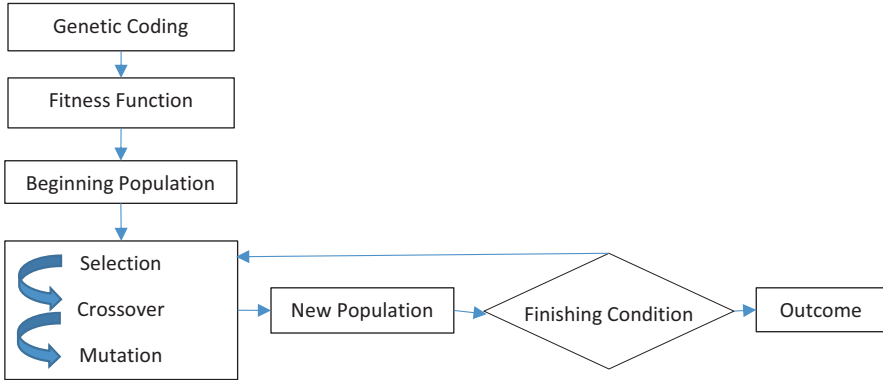 Genetic Coding
Fitness Function
Beginning Population
Selection
Crossover
Mutation
New Population
Finishing Condition
Outcome